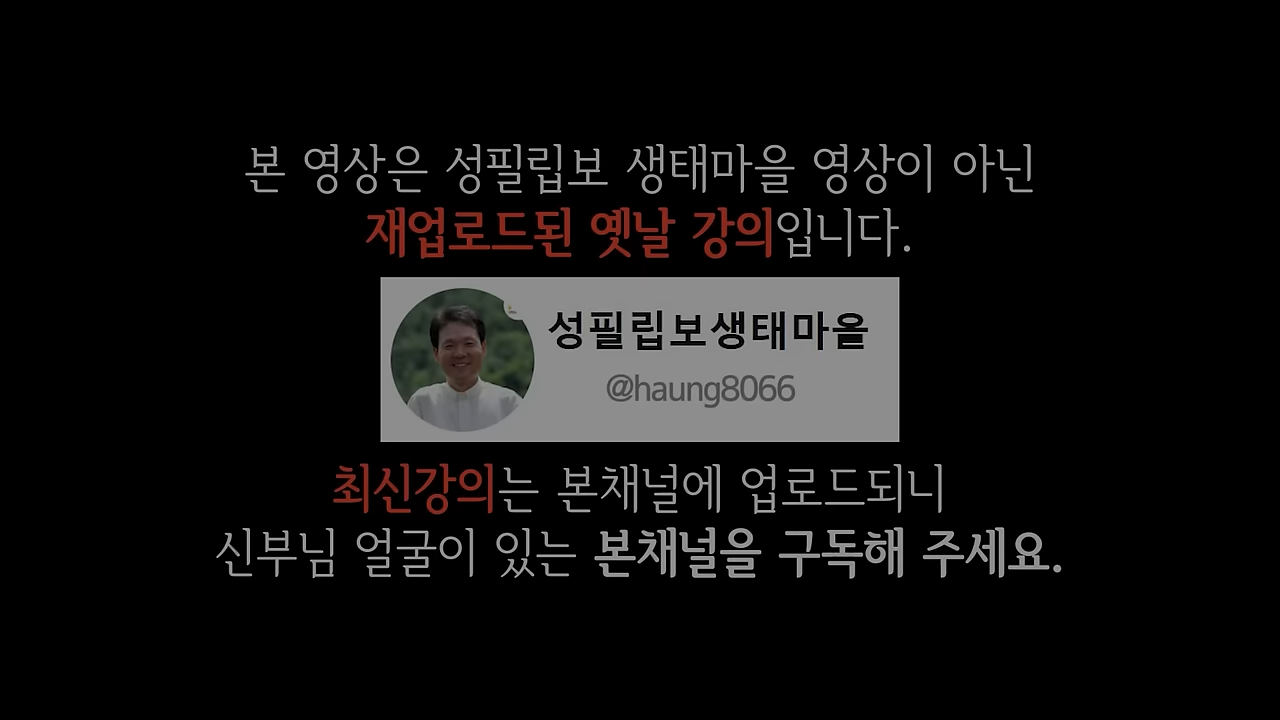 본 영상은 성필립보 생태마을 영상이 아닌
재업로드된 옛날 강의입니다.
성필립보생태마을
@haung8066
최신강의는 본채널에 업로드되니
신부님 얼굴이 있는 본채널을 구독해 주세요.